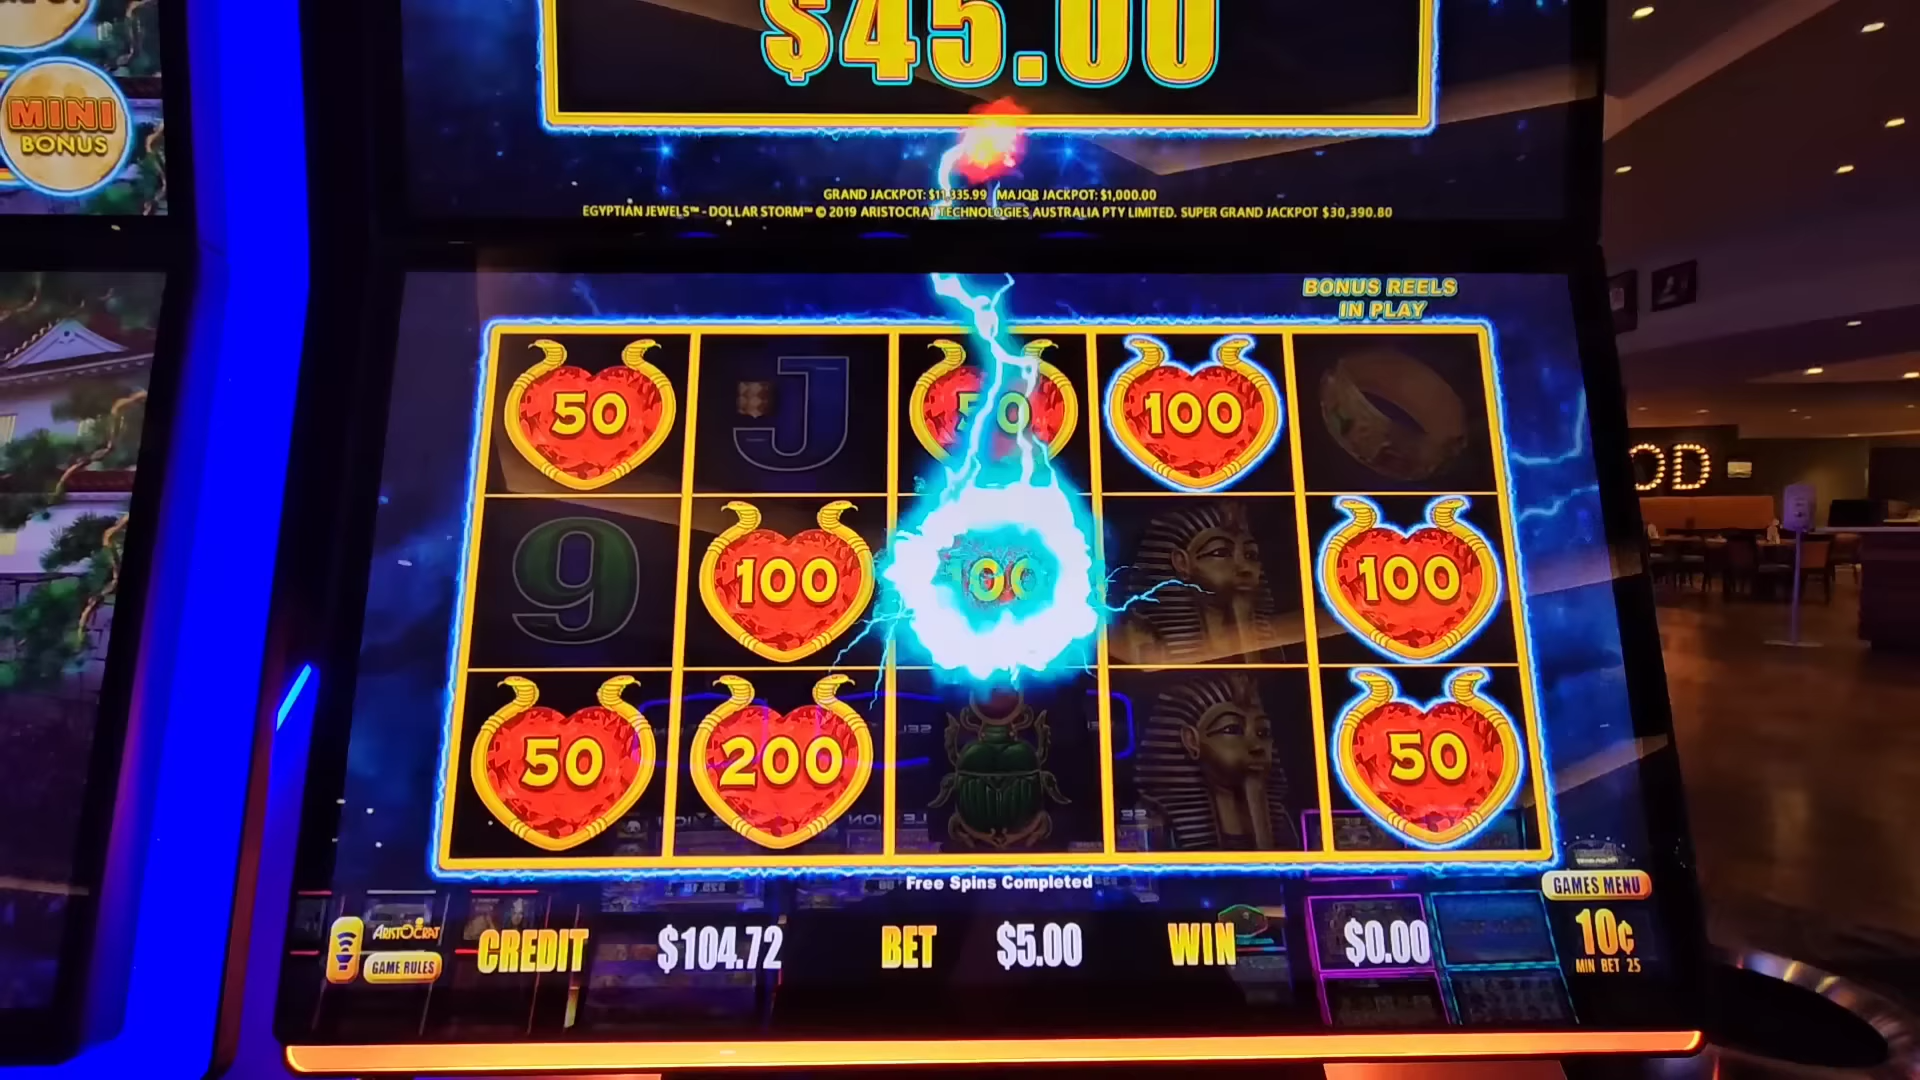 $45.00
MINI
BONUS
GRAND JACKPOT: $11,335.99 MAJOR JACKPOT: $1,000.00
EGYPTIAN JEWELS™ - DOLLAR STORM™ © 2019 ARISTOCRAT TECHNOLOGIES AUSTRALIA PTY LIMITED. SUPER GRAND JACKPOT $30,390.80
BONUS REELS
IN PLAY
50 J 50 100
9 100 100
50 200 50
OD
Free Spins Completed
GAMES MENU
ARISTOCRAT
GAME RULES
CREDIT $104.72 BET $5.00 WIN $0.00
10¢
MIN BET 25